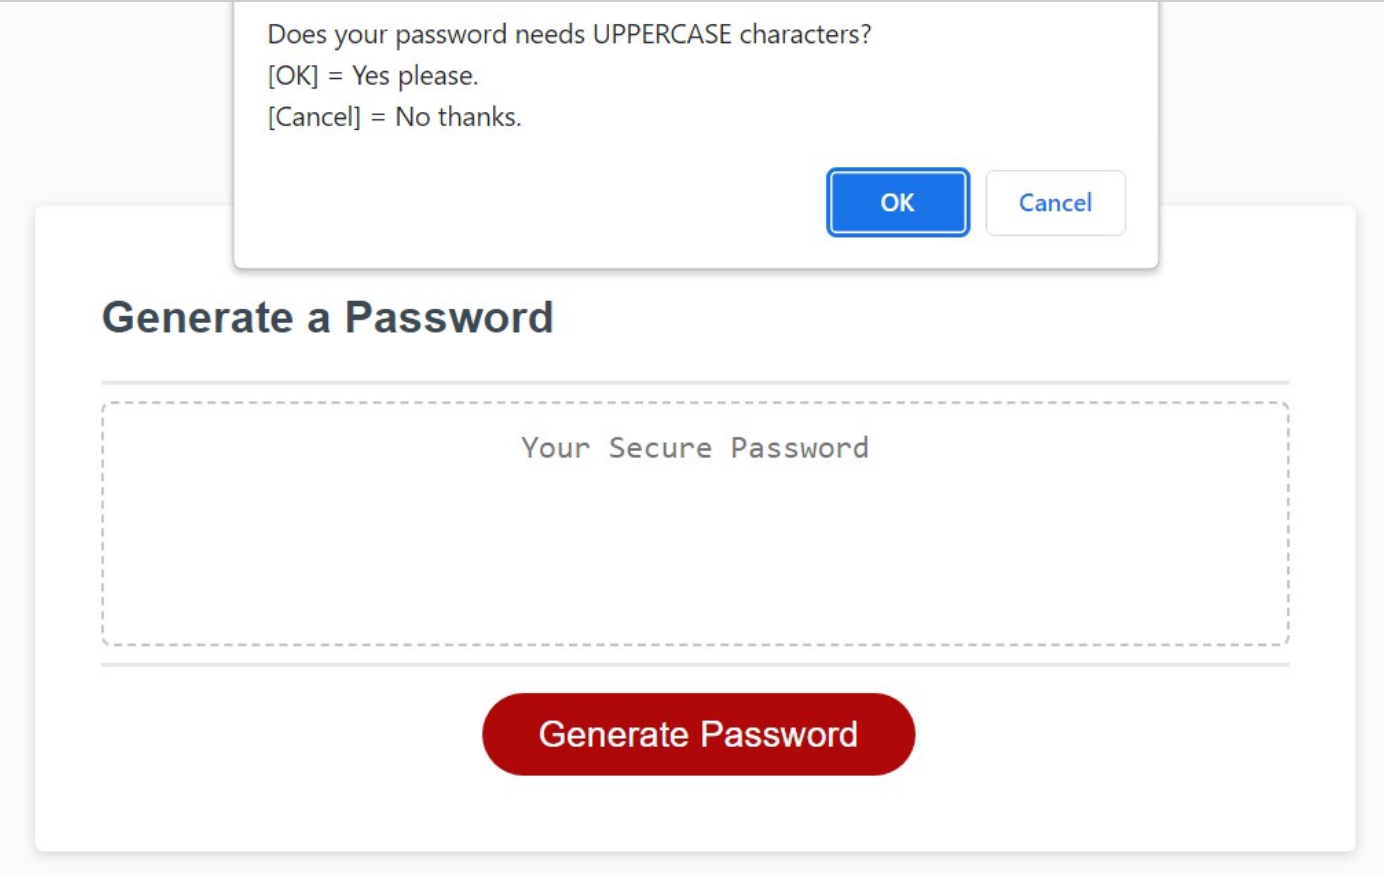 Does your password needs UPPERCASE characters?
[OK] = Yes please.
[Cancel] = No thanks.
OK
Cancel
Generate a Password
Your Secure Password
Generate Password